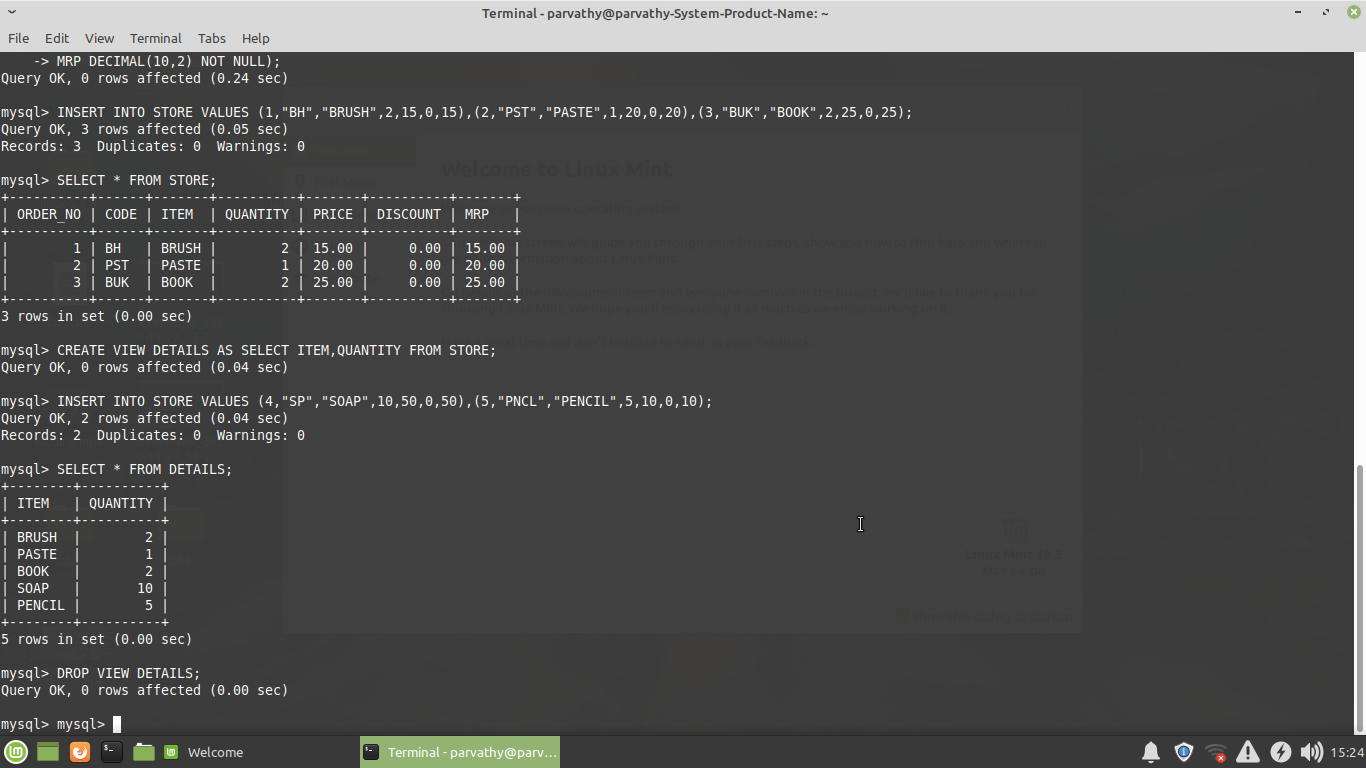 Terminal - parvathy@parvathy-System-Product-Name: ~
File Edit View Terminal Tabs Help
    -> MRP DECIMAL(10,2) NOT NULL);
Query OK, 0 rows affected (0.24 sec)
mysql> INSERT INTO STORE VALUES (1,"BH","BRUSH",2,15,0,15),(2,"PST","PASTE",1,20,0,20),(3,"BUK","BOOK",2,25,0,25);
Query OK, 3 rows affected (0.05 sec)
Records: 3  Duplicates: 0  Warnings: 0
mysql> SELECT * FROM STORE;
+----------+------+-------+----------+-------+----------+-------+
| ORDER_NO | CODE | ITEM  | QUANTITY | PRICE | DISCOUNT | MRP   |
+----------+------+-------+----------+-------+----------+-------+
|        1 | BH   | BRUSH |        2 | 15.00 |     0.00 | 15.00 |
|        2 | PST  | PASTE |        1 | 20.00 |     0.00 | 20.00 |
|        3 | BUK  | BOOK  |        2 | 25.00 |     0.00 | 25.00 |
+----------+------+-------+----------+-------+----------+-------+
3 rows in set (0.00 sec)
mysql> CREATE VIEW DETAILS AS SELECT ITEM,QUANTITY FROM STORE;
Query OK, 0 rows affected (0.04 sec)
mysql> INSERT INTO STORE VALUES (4,"SP","SOAP",10,50,0,50),(5,"PNCL","PENCIL",5,10,0,10);
Query OK, 2 rows affected (0.04 sec)
Records: 2  Duplicates: 0  Warnings: 0
mysql> SELECT * FROM DETAILS;
+--------+----------+
| ITEM   | QUANTITY |
+--------+----------+
| BRUSH  |        2 |
| PASTE  |        1 |
| BOOK   |        2 |
| SOAP   |       10 |
| PENCIL |        5 |
+--------+----------+
5 rows in set (0.00 sec)
mysql> DROP VIEW DETAILS;
Query OK, 0 rows affected (0.00 sec)
mysql> mysql>
Welcome to Linux Mint
Welcome
Terminal - parvathy@parv...
15:24